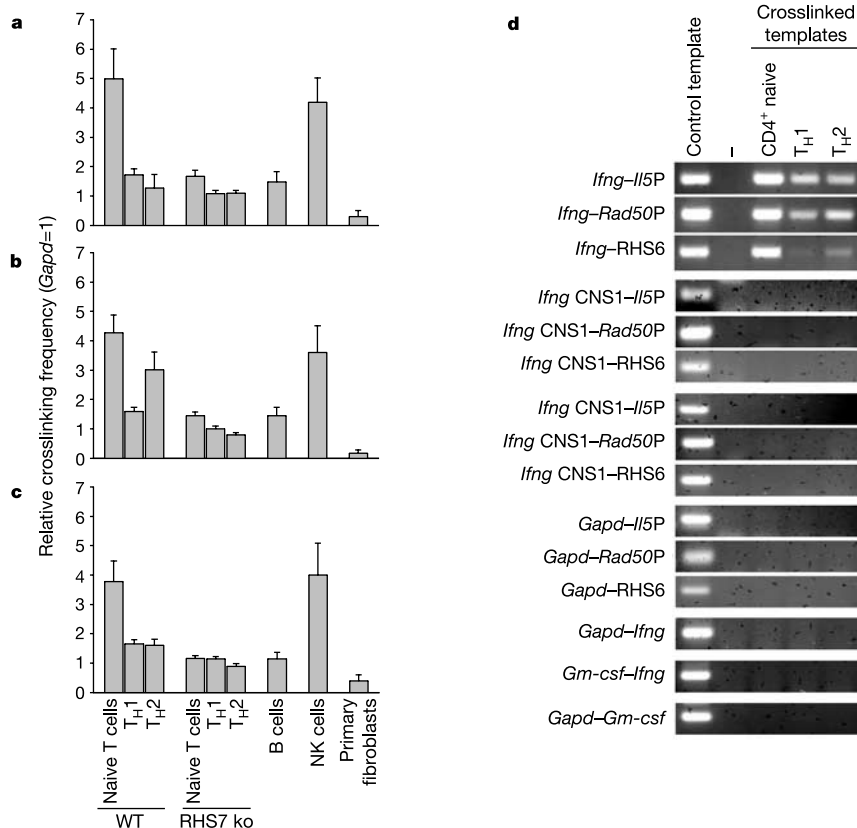 a
7
6
5
4
3
2
1
0
b
7
6
5
4
3
2
1
0
c
7
6
5
4
3
2
1
0
Relative crosslinking frequency (Gapd=1)
Naive T cells
TH1
TH2
Naive T cells
TH1
TH2
B cells
NK cells
Primary
fibroblasts
WT
RHS7 ko
d
Crosslinked
templates
Control template
–
CD4+ naive
TH1
TH2
Ifng–Il5P
Ifng–Rad50P
Ifng–RHS6
Ifng CNS1–Il5P
Ifng CNS1–Rad50P
Ifng CNS1–RHS6
Ifng CNS1–Il5P
Ifng CNS1–Rad50P
Ifng CNS1–RHS6
Gapd–Il5P
Gapd–Rad50P
Gapd–RHS6
Gapd–Ifng
Gm-csf–Ifng
Gapd–Gm-csf